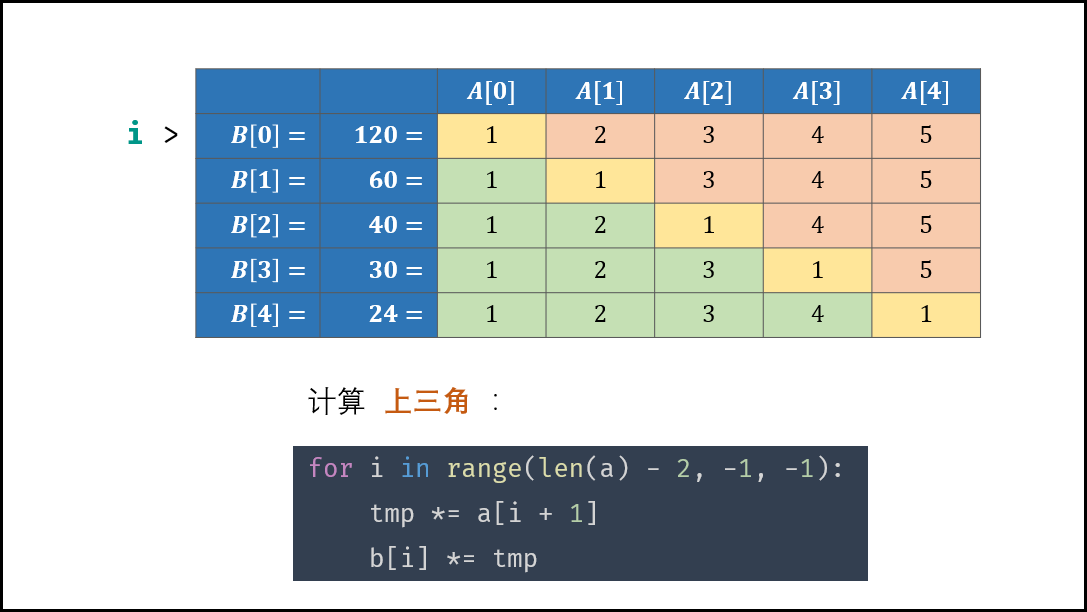 A[0] A[1] A[2] A[3] A[4]
i > B[0] = 120 = 1 2 3 4 5
B[1] = 60 = 1 1 3 4 5
B[2] = 40 = 1 2 1 4 5
B[3] = 30 = 1 2 3 1 5
B[4] = 24 = 1 2 3 4 1
计算 上三角 :
for i in range(len(a) - 2, -1, -1):
    tmp *= a[i + 1]
    b[i] *= tmp